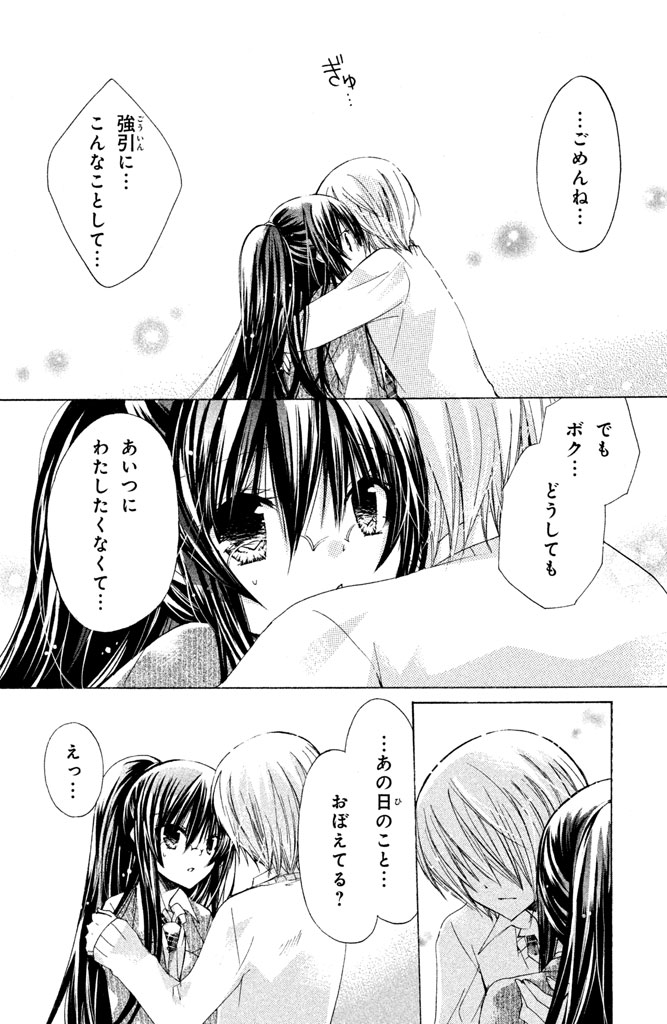 …ごめんね…
ぎゅ…
強引に…
こんなことして…
でも
ボク…
どうしても
あいつに
わたしたくなくて…
…あの日のこと…
おぼえてる?
えっ…